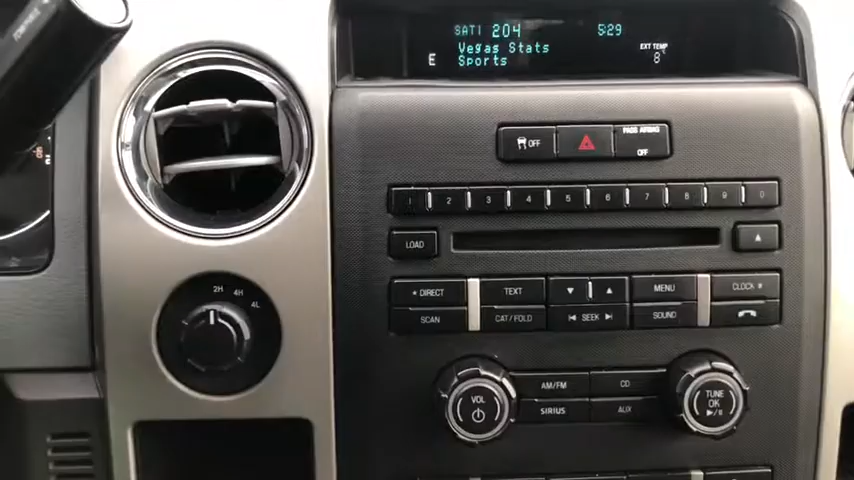 SAT1 204 5:29
Vegas Stats
E Sports
EXT TEMP
8°
OFF
PASS AIRBAG
OFF
1 2 3 4 5 6 7 8 9 0
LOAD
DIRECT TEXT MENU CLOCK
SCAN CAT/FOLD SEEK SOUND
2H 4H 4L
VOL
AM/FM CD
SIRIUS AUX
TUNE
OK